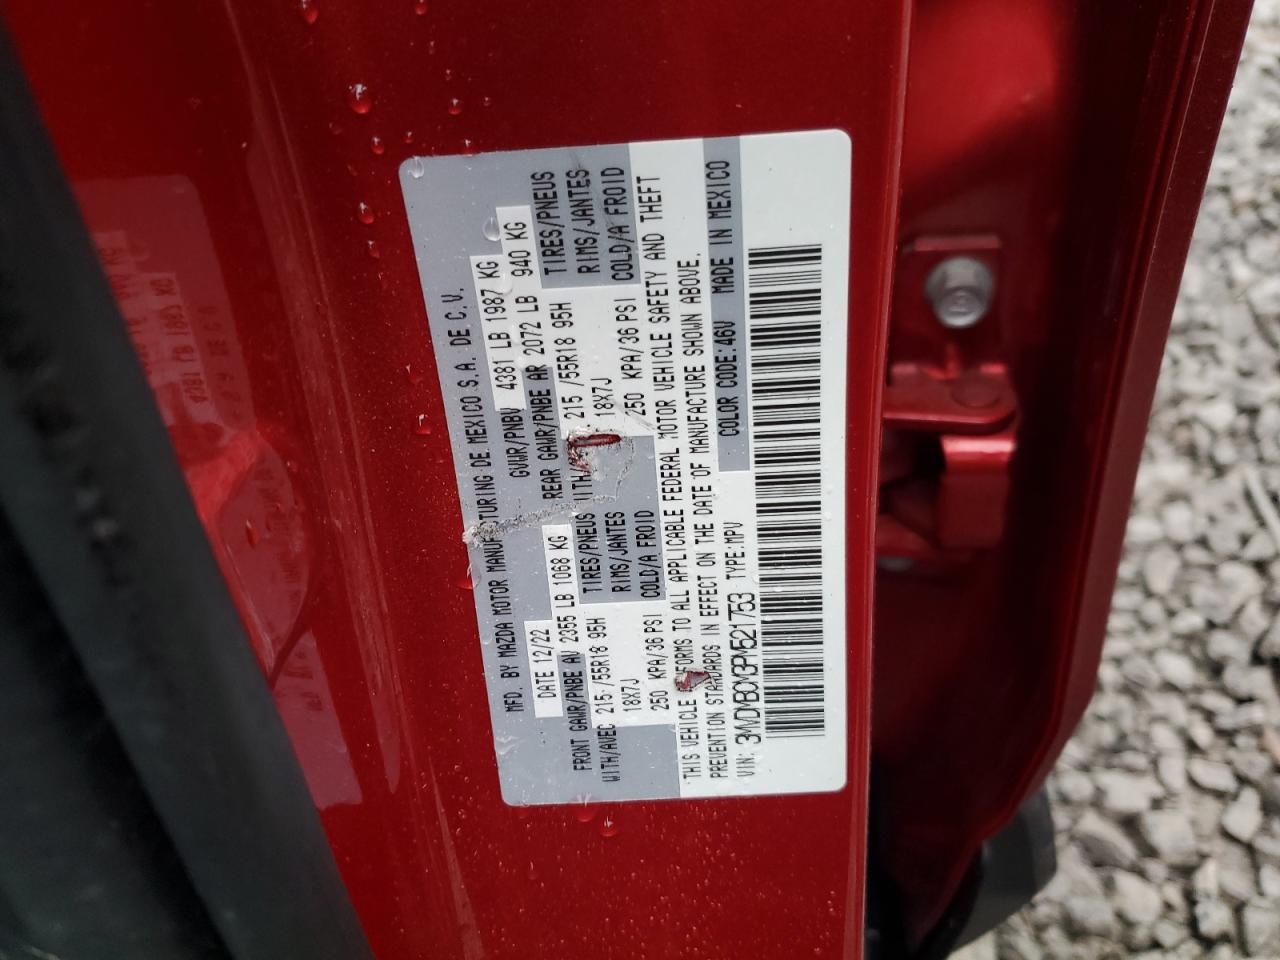 MFD. BY MAZDA MOTOR MANUFACTURING DE MEXICO S.A. DE C.V.
DATE 12/22 GVWR/PNBV 4381 LB 1987 KG
FRONT GAWR/PNBE AV 2355 LB 1068 KG REAR GAWR/PNBE AR 2072 LB 940 KG
WITH/AVEC 215 /55R18 95H TIRES/PNEUS WITH/ 215 /55R18 95H TIRES/PNEUS
18X7J RIMS/JANTES 18X7J RIMS/JANTES
250 KPA/36 PSI COLD/A FROID 250 KPA/36 PSI COLD/A FROID
THIS VEHICLE CONFORMS TO ALL APPLICABLE FEDERAL MOTOR VEHICLE SAFETY AND THEFT
PREVENTION STANDARDS IN EFFECT ON THE DATE OF MANUFACTURE SHOWN ABOVE.
VIN: 3MVDMBCM3PM521753 TYPE:MPV COLOR CODE:46V MADE IN MEXICO